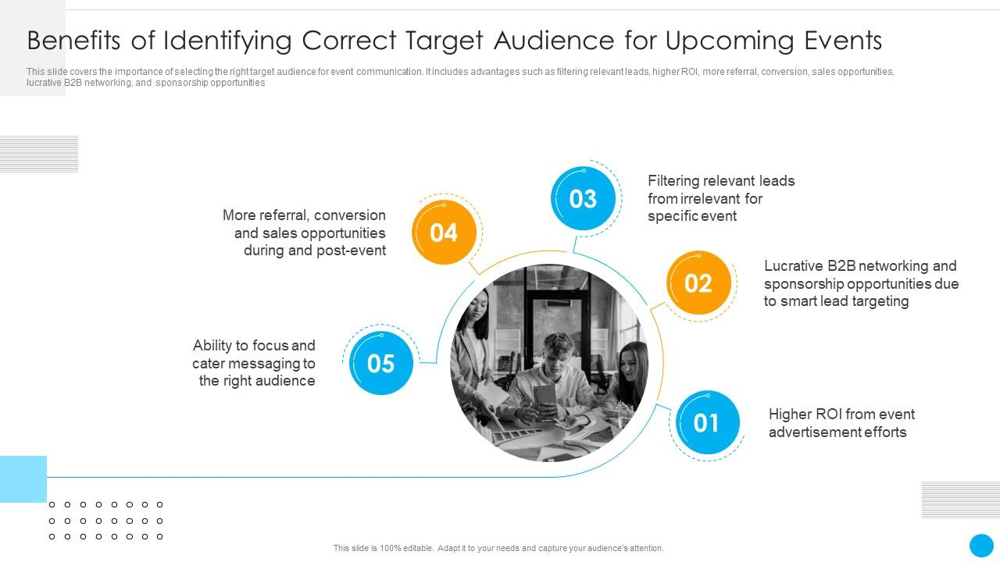 Benefits of Identifying Correct Target Audience for Upcoming Events
This slide covers the importance of selecting the right target audience for event communication. It includes advantages such as filtering relevant leads, higher ROI, more referral, conversion, sales opportunities,
lucrative B2B networking, and sponsorship opportunities
03
Filtering relevant leads
from irrelevant for
specific event
04
More referral, conversion
and sales opportunities
during and post-event
02
Lucrative B2B networking and
sponsorship opportunities due
to smart lead targeting
05
Ability to focus and
cater messaging to
the right audience
01
Higher ROI from event
advertisement efforts
This slide is 100% editable. Adapt it to your needs and capture your audience's attention.